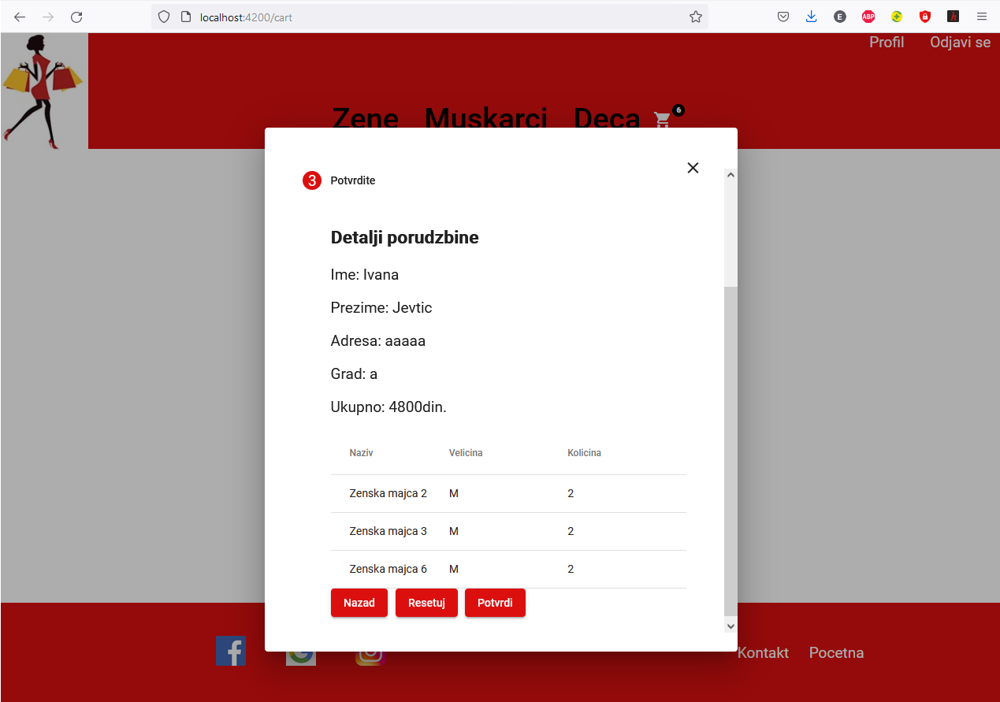 localhost:4200/cart
E
ABP
h
Profil Odjavi se
Zene Muskarci Deca 6
3 Potvrdite
Detalji porudzbine
Ime: Ivana
Prezime: Jevtic
Adresa: aaaaa
Grad: a
Ukupno: 4800din.
Naziv Velicina Kolicina
Zenska majca 2 M 2
Zenska majca 3 M 2
Zenska majca 6 M 2
Nazad Resetuj Potvrdi
Kontakt Pocetna